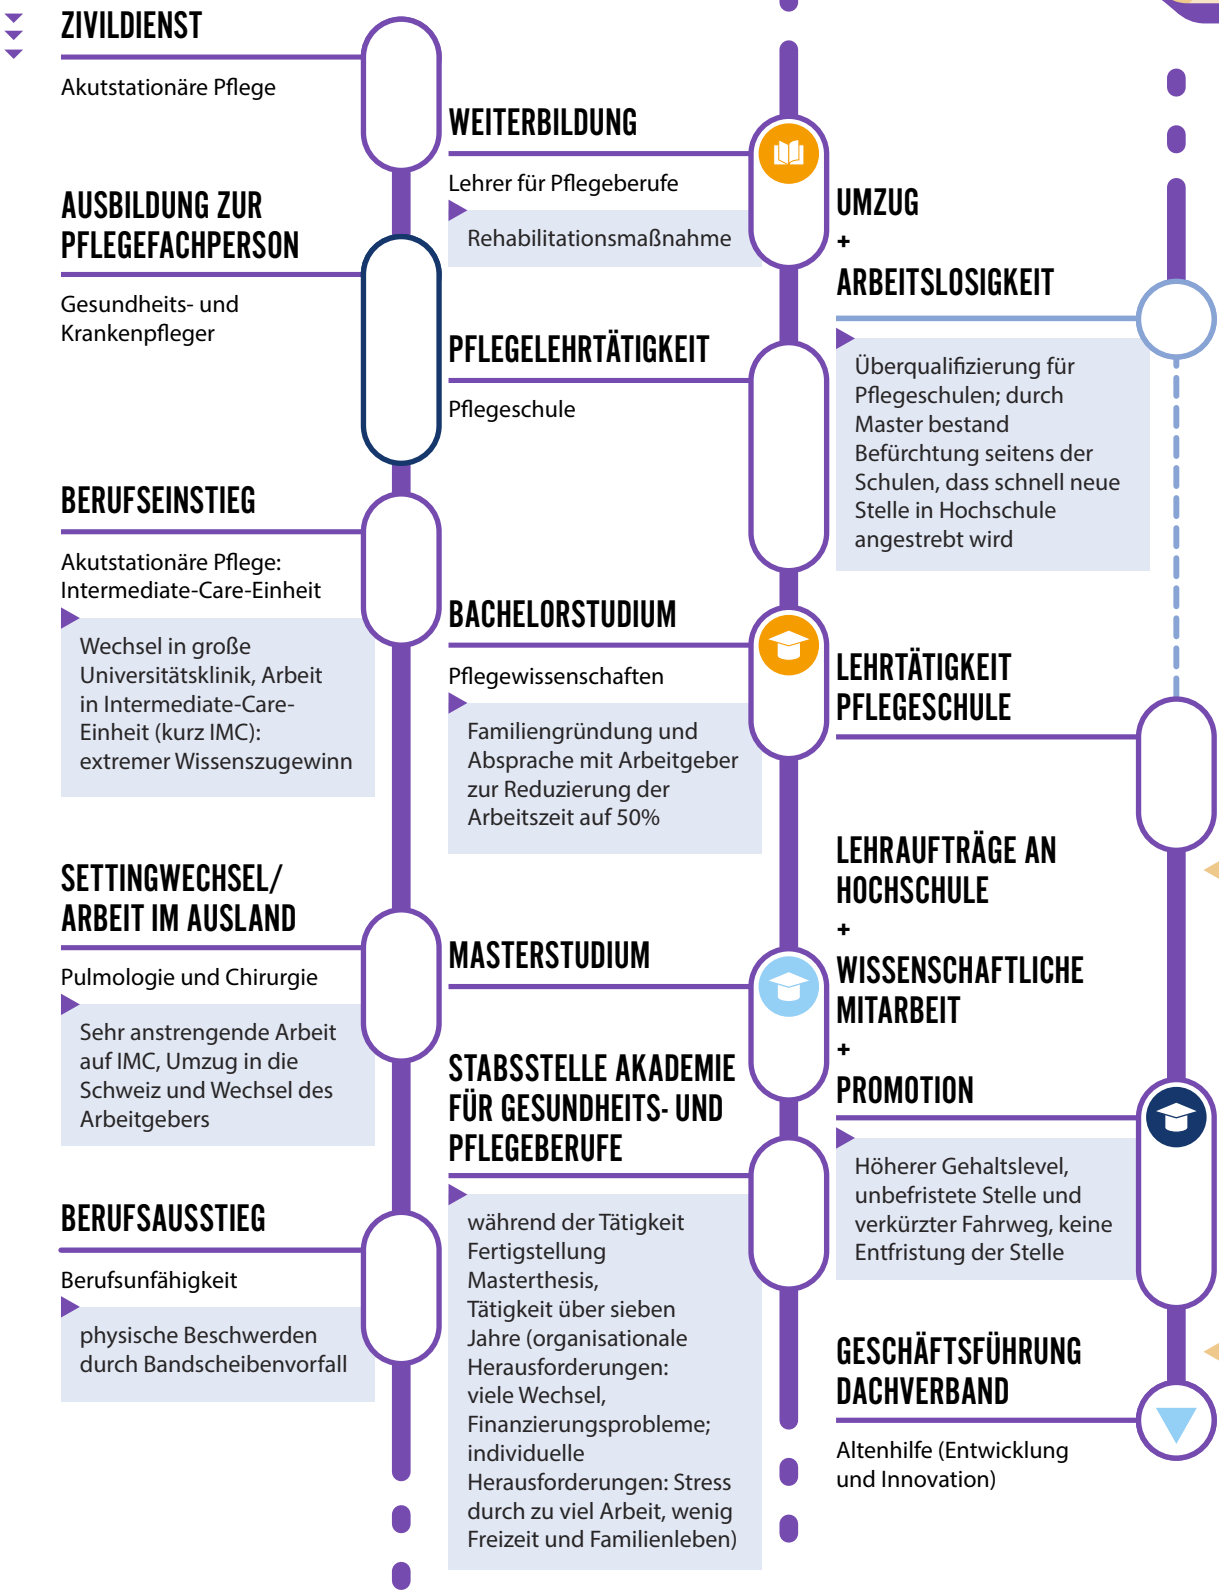 ZIVILDIENST
Akutstationäre Pflege
AUSBILDUNG ZUR
PFLEGEFACHPERSON
Gesundheits- und
Krankenpfleger
BERUFSEINSTIEG
Akutstationäre Pflege:
Intermediate-Care-Einheit
Wechsel in große
Universitätsklinik, Arbeit
in Intermediate-Care-
Einheit (kurz IMC):
extremer Wissenszugewinn
SETTINGWECHSEL/
ARBEIT IM AUSLAND
Pulmologie und Chirurgie
Sehr anstrengende Arbeit
auf IMC, Umzug in die
Schweiz und Wechsel des
Arbeitgebers
BERUFSAUSSTIEG
Berufsunfähigkeit
physische Beschwerden
durch Bandscheibenvorfall
WEITERBILDUNG
Lehrer für Pflegeberufe
Rehabilitationsmaßnahme
PFLEGELEHRTÄTIGKEIT
Pflegeschule
BACHELORSTUDIUM
Pflegewissenschaften
Familiengründung und
Absprache mit Arbeitgeber
zur Reduzierung der
Arbeitszeit auf 50%
MASTERSTUDIUM
STABSSTELLE AKADEMIE
FÜR GESUNDHEITS- UND
PFLEGEBERUFE
während der Tätigkeit
Fertigstellung
Masterthesis,
Tätigkeit über sieben
Jahre (organisationale
Herausforderungen:
viele Wechsel,
Finanzierungsprobleme;
individuelle
Herausforderungen: Stress
durch zu viel Arbeit, wenig
Freizeit und Familienleben)
UMZUG
+
ARBEITSLOSIGKEIT
Überqualifizierung für
Pflegeschulen; durch
Master bestand
Befürchtung seitens der
Schulen, dass schnell neue
Stelle in Hochschule
angestrebt wird
LEHRTÄTIGKEIT
PFLEGESCHULE
LEHRAUFTRÄGE AN
HOCHSCHULE
+
WISSENSCHAFTLICHE
MITARBEIT
+
PROMOTION
Höherer Gehaltslevel,
unbefristete Stelle und
verkürzter Fahrweg, keine
Entfristung der Stelle
GESCHÄFTSFÜHRUNG
DACHVERBAND
Altenhilfe (Entwicklung
und Innovation)